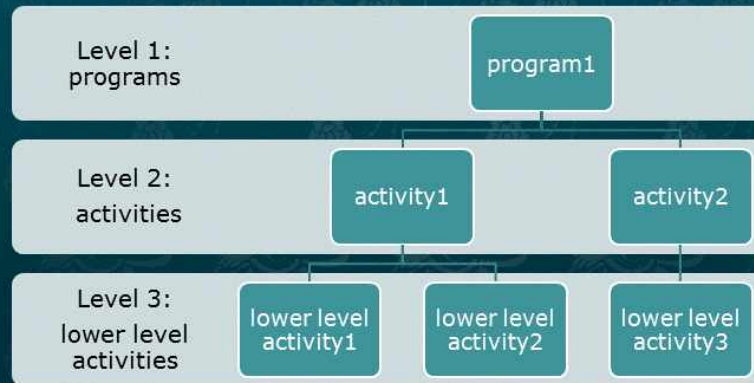 Level 1:
programs
program1
Level 2:
activities
activity1
activity2
Level 3:
lower level
activities
lower level
activity1
lower level
activity2
lower level
activity3